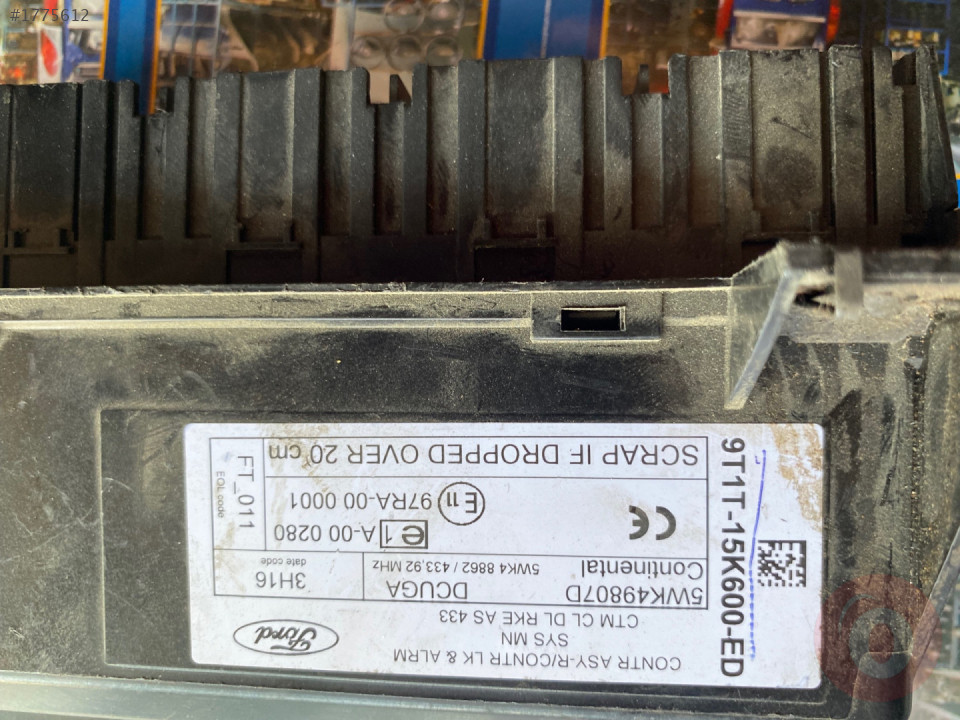 #1775612
9T1T-15K600-ED
CONTR ASY-R/CONTR LK & ALRM
SYS MN
CTM CL DL RKE AS 433
Ford
5WK49807D
DCUGA
3H16
Continental
5WK4 8862 / 433,92 MHz
date code
e1
A-00 0280
CE
E11
97RA-00 0001
FT_011
EOL code
SCRAP IF DROPPED OVER 20 cm